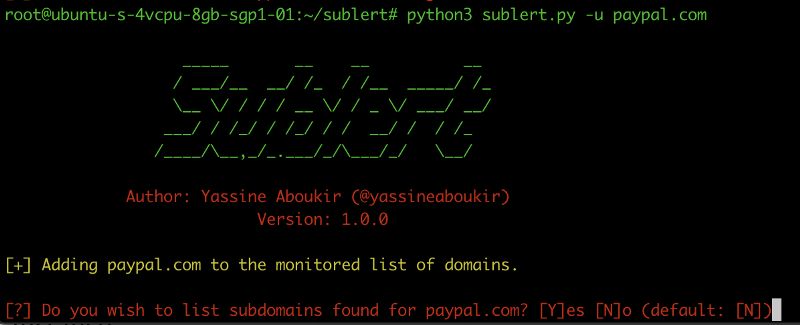 root@ubuntu-s-4vcpu-8gb-sgp1-01:~/sublert# python3 sublert.py -u paypal.com
Sublert
Author: Yassine Aboukir (@yassineaboukir)
Version: 1.0.0
[+] Adding paypal.com to the monitored list of domains.
[?] Do you wish to list subdomains found for paypal.com? [Y]es [N]o (default: [N])